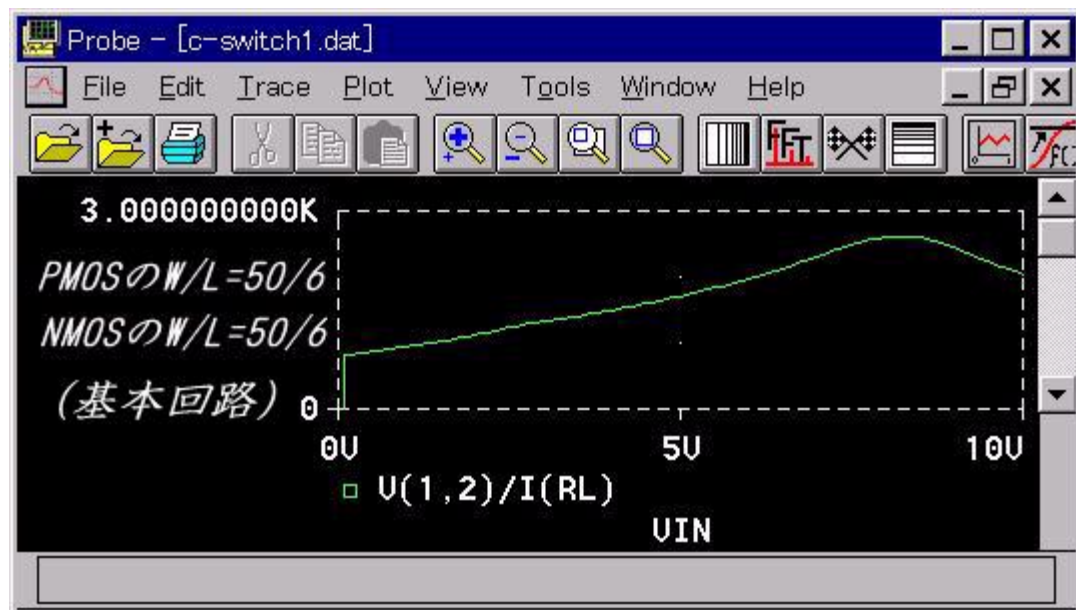 Probe - [c-switch1.dat]
File Edit Trace Plot View Tools Window Help
FFT
3.000000000K
PMOSのW/L=50/6
NMOSのW/L=50/6
(基本回路)
0
0V 5V 10V
V(1,2)/I(RL)
VIN